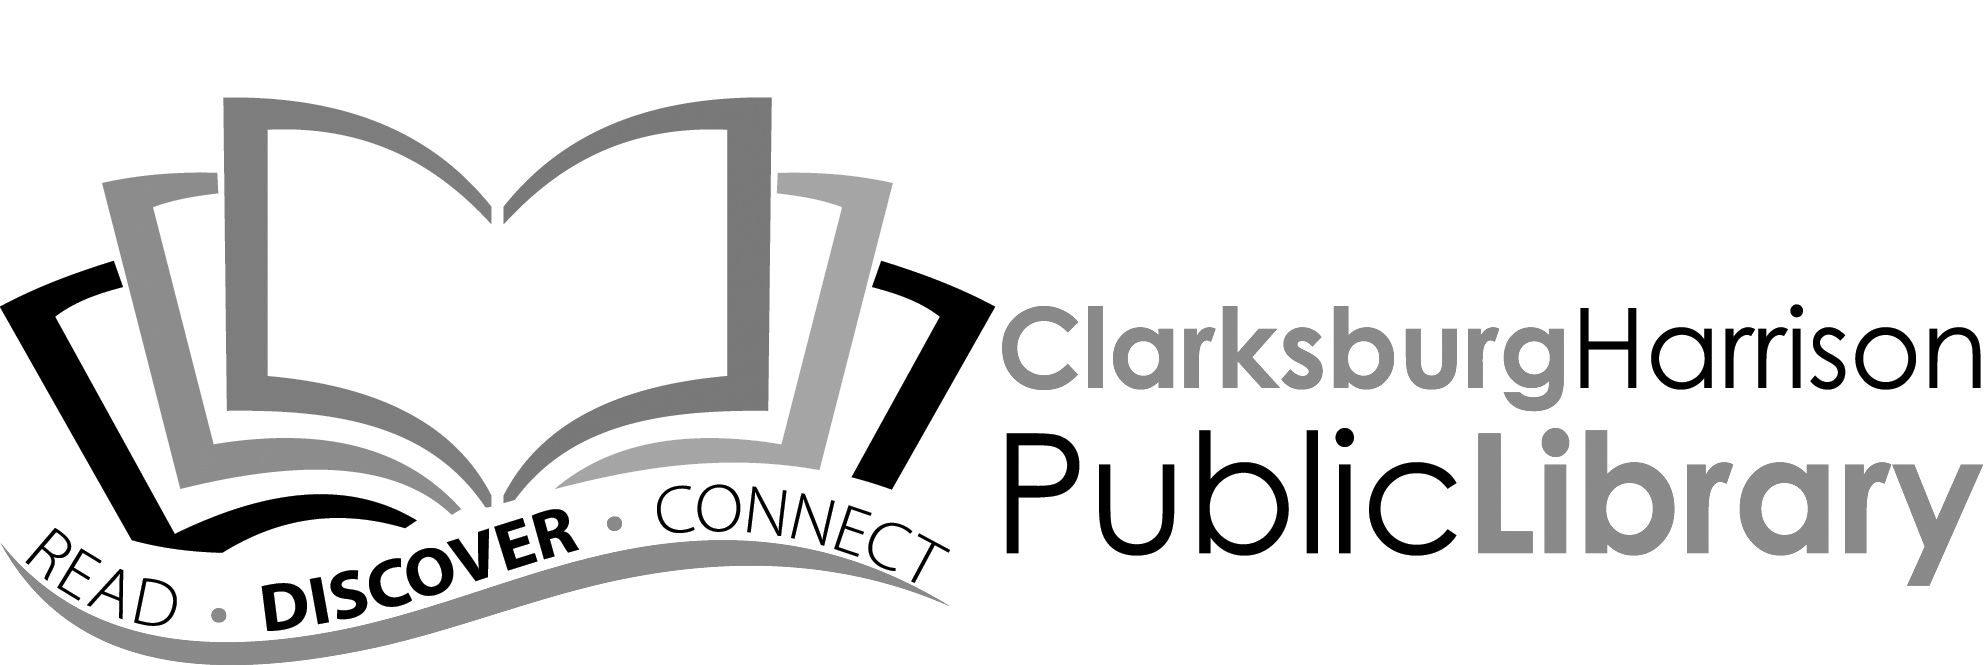 READ · DISCOVER · CONNECT
ClarksburgHarrison
PublicLibrary